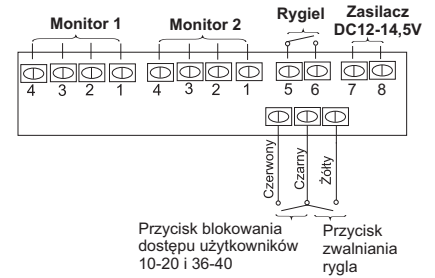 Monitor 1
Monitor 2
Rygiel
Zasilacz
DC12-14,5V
4 3 2 1
4 3 2 1
5 6
7 8
Czerwony
Czarny
Żółty
Przycisk blokowania
dostępu użytkowników
10-20 i 36-40
Przycisk
zwalniania
rygla